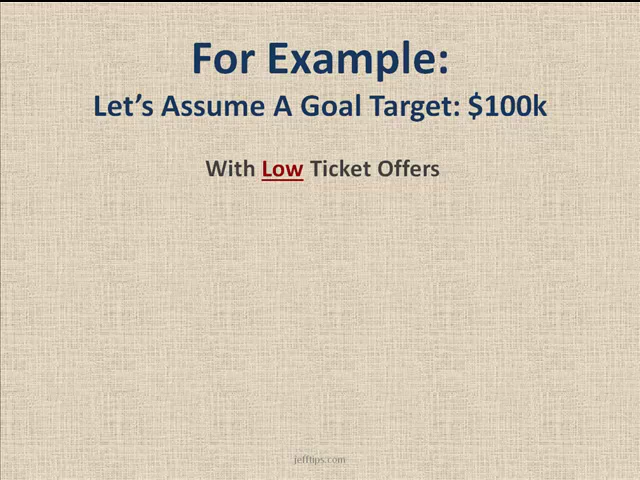 For Example:
Let’s Assume A Goal Target: $100k
With Low Ticket Offers
jefftips.com